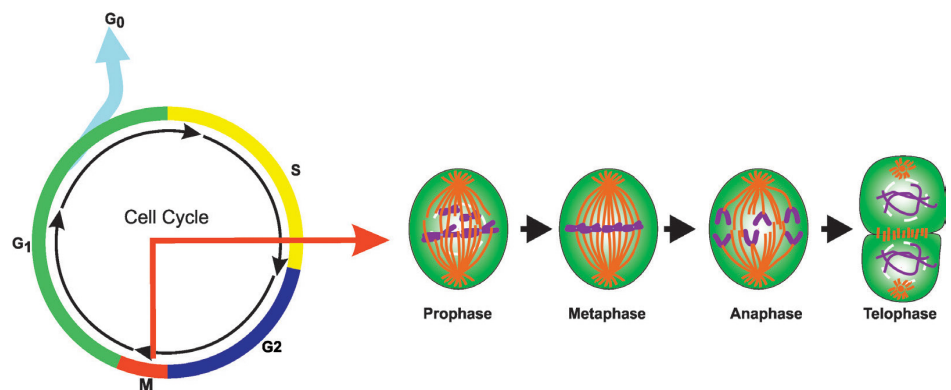 G0
S
Cell Cycle
G1
G2
M
Prophase
Metaphase
Anaphase
Telophase